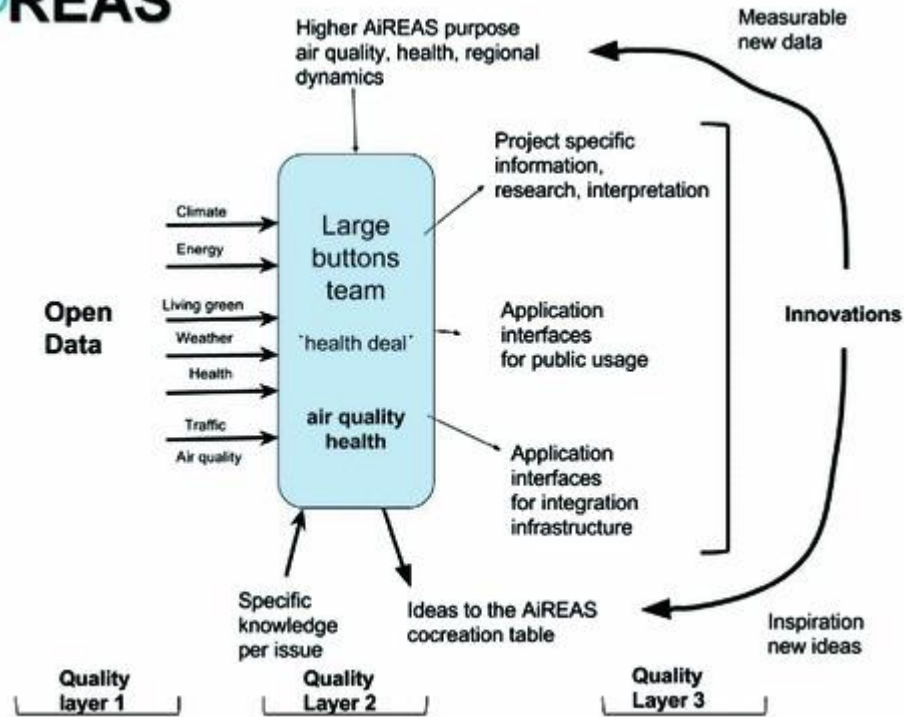 REAS
Higher AiREAS purpose
air quality, health, regional
dynamics
Measurable
new data
Project specific
information,
research, interpretation
Climate
Energy
Living green
Weather
Health
Traffic
Air quality
Open
Data
Large
buttons
team
`health deal´
air quality
health
Application
interfaces
for public usage
Innovations
Application
interfaces
for integration
infrastructure
Specific
knowledge
per issue
Ideas to the AiREAS
cocreation table
Inspiration
new ideas
Quality
layer 1
Quality
Layer 2
Quality
Layer 3